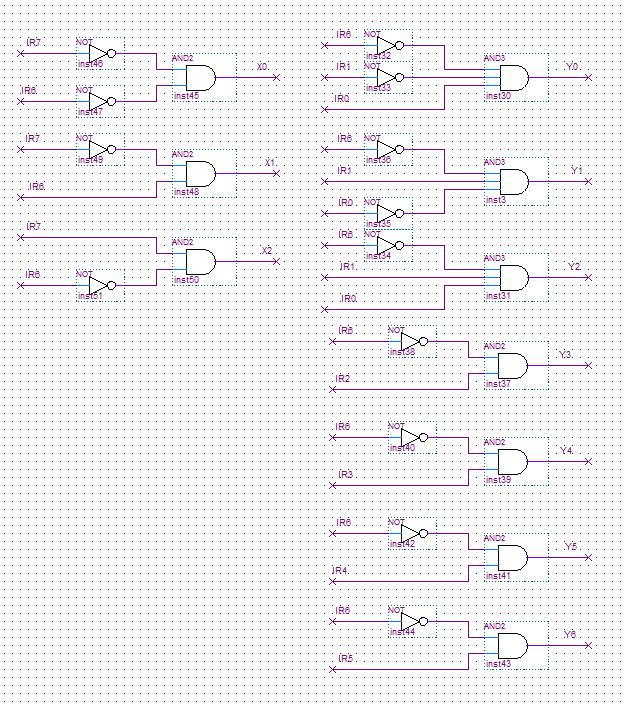 IR7
NOT
inst46
AND2
X0
IR6
NOT
inst47
inst45
IR7
NOT
inst49
AND2
X1
IR6
inst48
IR7
AND2
X2
IR6
NOT
inst51
inst50
IR6
NOT
inst32
AND3
Y0
IR1
NOT
inst33
IR0
inst30
IR6
NOT
inst36
AND3
Y1
IR1
inst3
IR0
NOT
inst35
IR6
NOT
inst34
AND3
Y2
IR1
IR0
inst31
IR6
NOT
inst38
AND2
Y3
IR2
inst37
IR6
NOT
inst40
AND2
Y4
IR3
inst39
IR6
NOT
inst42
AND2
Y5
IR4
inst41
IR6
NOT
inst44
AND2
Y6
IR5
inst43